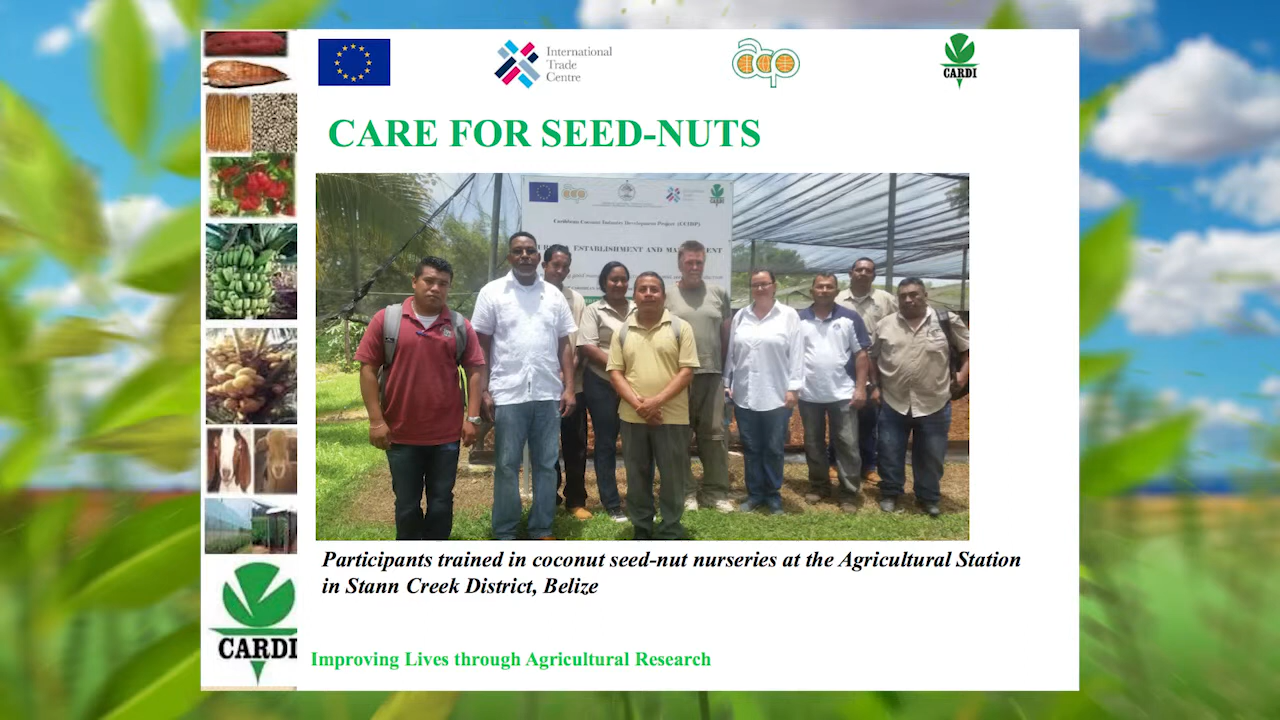 International
Trade
Centre
acp
CARDI
CARE FOR SEED-NUTS
Caribbean Coconut Industry Development Project (CCIDP)
ESTABLISHMENT AND
Participants trained in coconut seed-nut nurseries at the Agricultural Station
in Stann Creek District, Belize
CARDI
Improving Lives through Agricultural Research